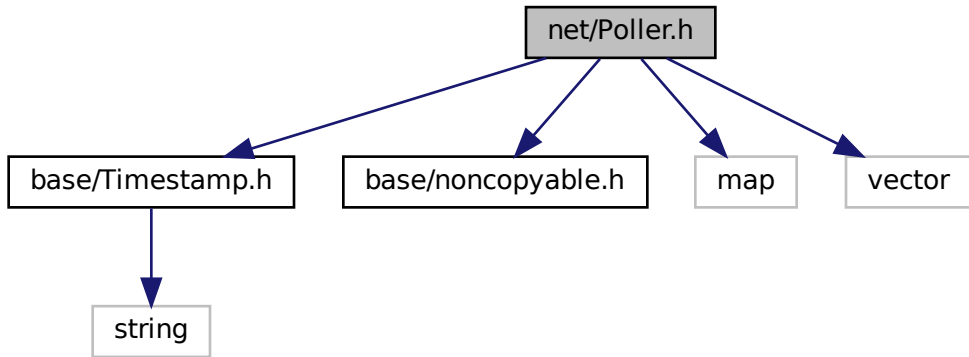 net/Poller.h
base/Timestamp.h
base/noncopyable.h
map
vector
string